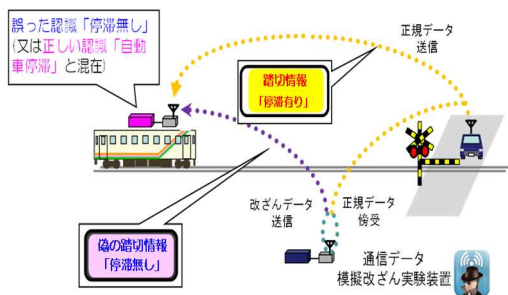 誤った認識「停滞無し」
(又は正しい認識「自動
車停滞」と混在)
正規データ
送信
踏切情報
「停滞有り」
改ざんデータ
送信
正規データ
傍受
偽の踏切情報
「停滞無し」
通信データ
模擬改ざん実験装置